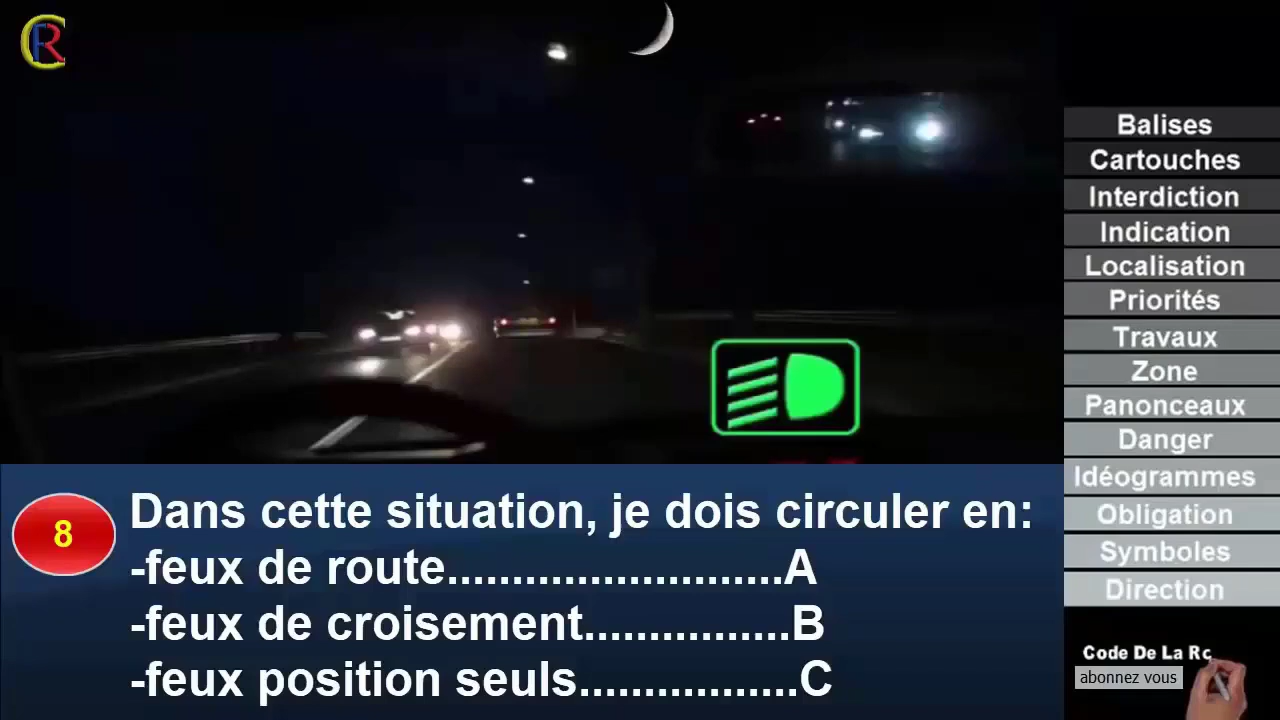 CFR
Balises
Cartouches
Interdiction
Indication
Localisation
Priorités
Travaux
Zone
Panonceaux
Danger
Idéogrammes
Obligation
Symboles
Direction
8
Dans cette situation, je dois circuler en:
-feux de route..........................A
-feux de croisement................B
-feux position seuls.................C
Code De La Rc
abonnez vous